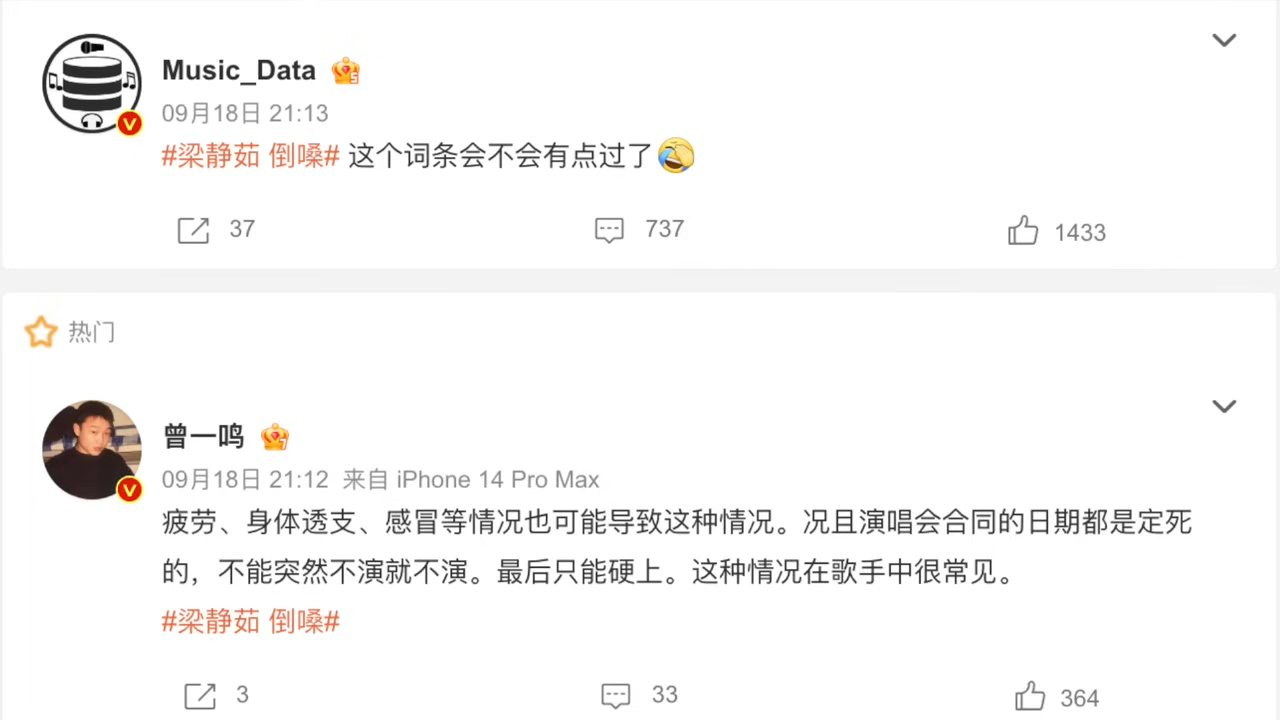 Music_Data
09月18日 21:13
#梁静茹 倒嗓# 这个词条会不会有点过了
37
737
1433
热门
曾一鸣
09月18日 21:12 来自 iPhone 14 Pro Max
疲劳、身体透支、感冒等情况也可能导致这种情况。况且演唱会合同的日期都是定死
的，不能突然不演就不演。最后只能硬上。这种情况在歌手中很常见。
#梁静茹 倒嗓#
3
33
364